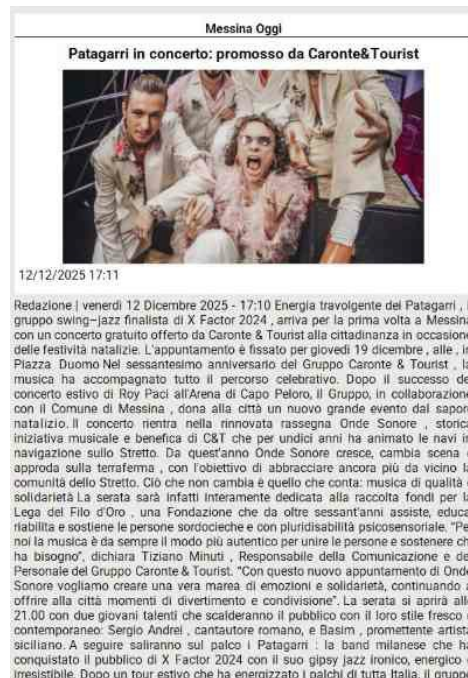 Messina Oggi
Patagarri in concerto: promosso da Caronte&Tourist
12/12/2025 17:11
Redazione | venerdì 12 Dicembre 2025 - 17:10 Energia travolgente dei Patagarri ,
gruppo swing–jazz finalista di X Factor 2024 , arriva per la prima volta a Messina
con un concerto gratuito offerto da Caronte & Tourist alla cittadinanza in occasione
delle festività natalizie. L'appuntamento è fissato per giovedì 19 dicembre , alle , in
Piazza Duomo Nel sessantesimo anniversario del Gruppo Caronte & Tourist , la
musica ha accompagnato tutto il percorso celebrativo. Dopo il successo del
concerto estivo di Roy Paci all'Arena di Capo Peloro, il Gruppo, in collaborazione
con il Comune di Messina , dona alla città un nuovo grande evento dal sapore
natalizio. Il concerto rientra nella rinnovata rassegna Onde Sonore , storica
iniziativa musicale e benefica di C&T che per undici anni ha animato le navi in
navigazione sullo Stretto. Da quest'anno Onde Sonore cresce, cambia scena e
approda sulla terraferma , con l'obiettivo di abbracciare ancora più da vicino la
comunità dello Stretto. Ciò che non cambia è quello che conta: musica di qualità e
solidarietà La serata sarà infatti interamente dedicata alla raccolta fondi per la
Lega del Filo d'Oro , una Fondazione che da oltre sessant'anni assiste, educa,
riabilita e sostiene le persone sordocieche e con pluridisabilità psicosensoriale. “Per
noi la musica è da sempre il modo più autentico per unire le persone e sostenere chi
ha bisogno”, dichiara Tiziano Minuti , Responsabile della Comunicazione e del
Personale del Gruppo Caronte & Tourist. “Con questo nuovo appuntamento di Onde
Sonore vogliamo creare una vera marea di emozioni e solidarietà, continuando a
offrire alla città momenti di divertimento e condivisione”. La serata si aprirà alle
21.00 con due giovani talenti che scalderanno il pubblico con il loro stile fresco e
contemporaneo: Sergio Andrei , cantautore romano, e Basim , promettente artista
siciliano. A seguire saliranno sul palco i Patagarri : la band milanese che ha
conquistato il pubblico di X Factor 2024 con il suo gipsy jazz ironico, energico e
irresistibile. Dopo un tour estivo che ha energizzato i palchi di tutta Italia, il gruppo